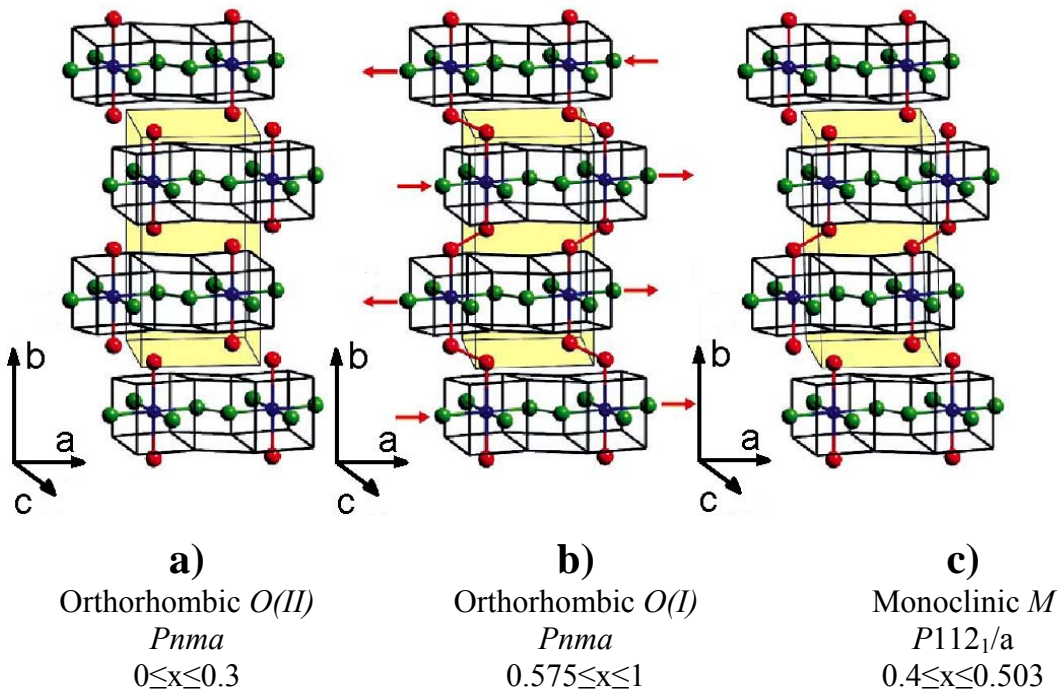 b
a
c
b
a
c
b
a
c
a)
Orthorhombic O(II)
Pnma
0≤x≤0.3
b)
Orthorhombic O(I)
Pnma
0.575≤x≤1
c)
Monoclinic M
P112₁/a
0.4≤x≤0.503